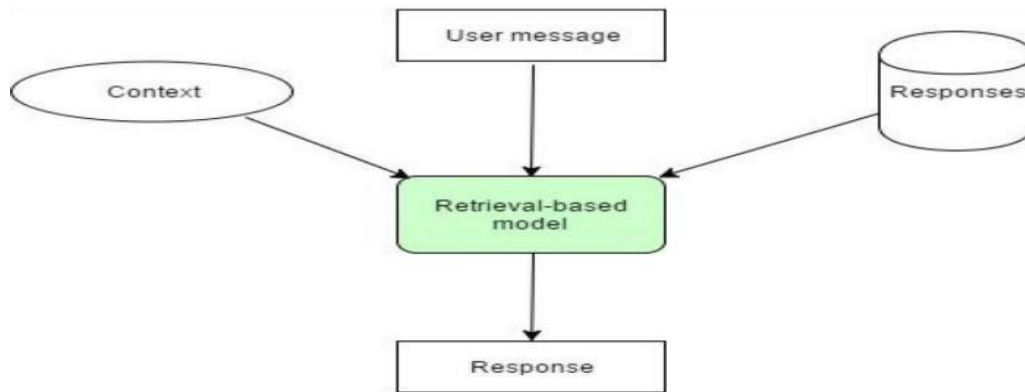 User message
Context
Responses
Retrieval-based
model
Response